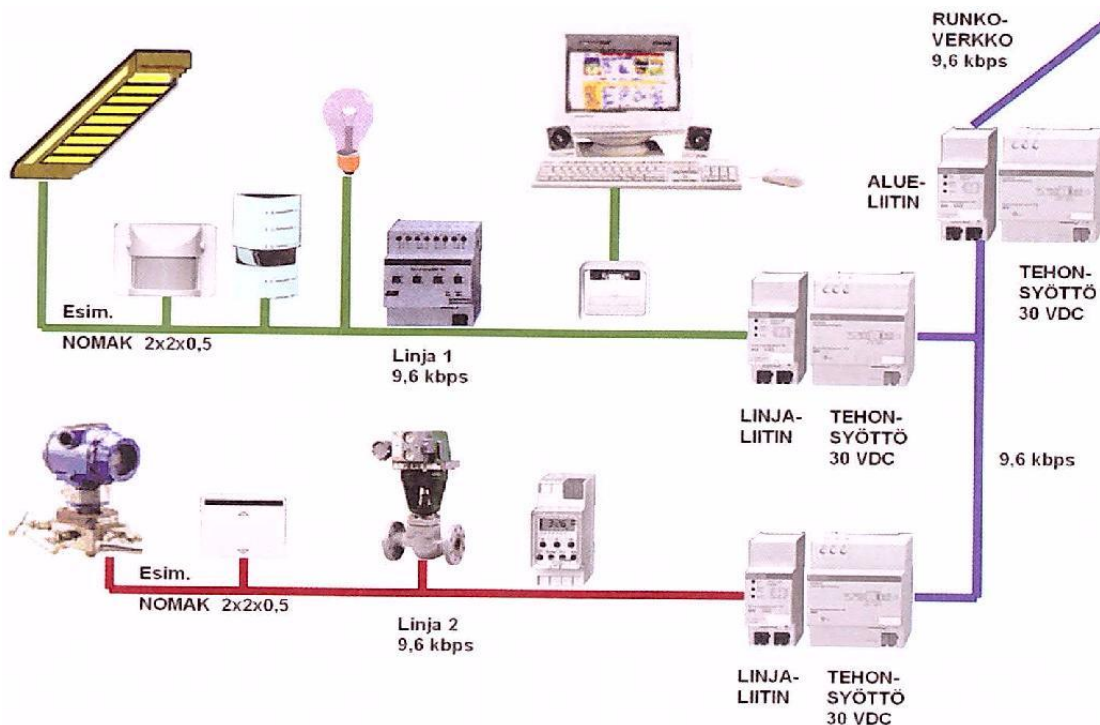 RUNKO-
VERKKO
9,6 kbps
ALUE-
LIITIN
TEHON-
SYÖTTÖ
30 VDC
Esim.
NOMAK 2x2x0,5
Linja 1
9,6 kbps
LINJA-
LIITIN
TEHON-
SYÖTTÖ
30 VDC
9,6 kbps
Esim.
NOMAK 2x2x0,5
Linja 2
9,6 kbps
LINJA-
LIITIN
TEHON-
SYÖTTÖ
30 VDC